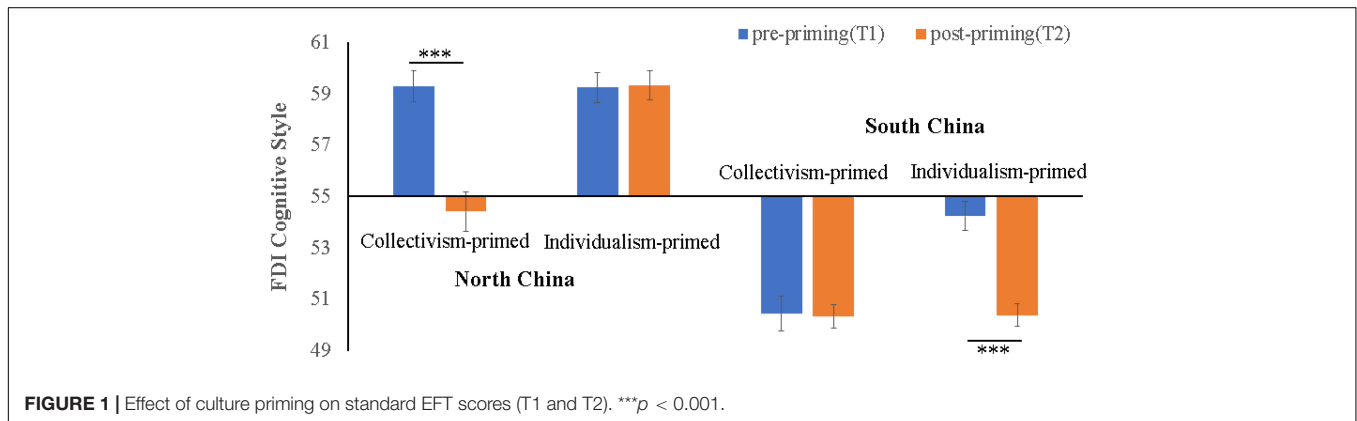 pre-priming(T1) post-priming(T2)
FDI Cognitive Style
61
59
57
55
53
51
49
***
South China
Collectivism-primed Individualism-primed
Collectivism-primed Individualism-primed
North China
***
FIGURE 1 | Effect of culture priming on standard EFT scores (T1 and T2). ***p < 0.001.